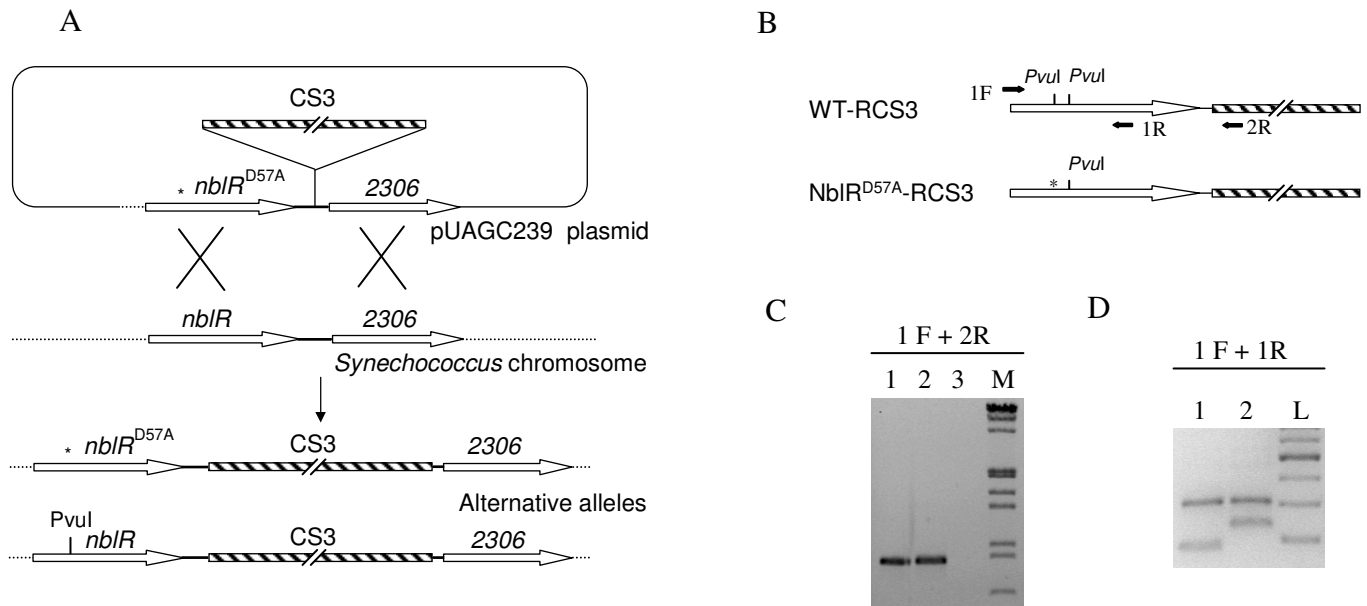 A
CS3
* nblR^D57A 2306
pUAGC239 plasmid
nblR 2306
Synechococcus chromosome
* nblR^D57A CS3 2306
Alternative alleles
PvuI
nblR CS3 2306
B
PvuI PvuI
1F
WT-RCS3
1R 2R
PvuI
*
NblR^D57A-RCS3
C
1 F + 2R
1 2 3 M
D
1 F + 1R
1 2 L